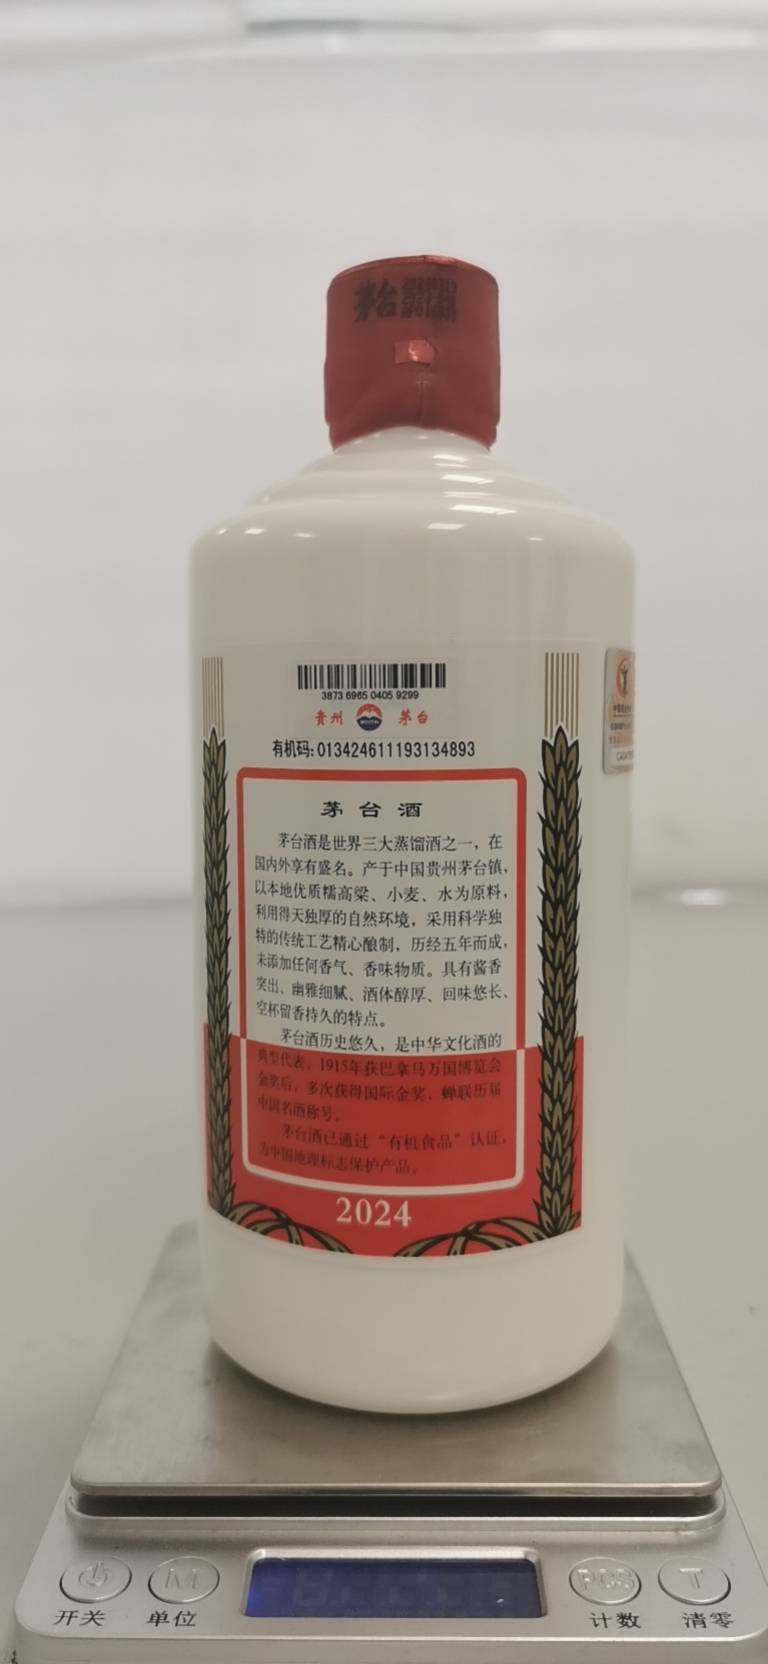 茅台
3873 6965 0405 9299
贵州 茅台
有机码:013424611193134893
茅台酒
茅台酒是世界三大蒸馏酒之一，在
国内外享有盛名。产于中国贵州茅台镇，
以本地优质糯高粱、小麦、水为原料，
利用得天独厚的自然环境，采用科学独
特的传统工艺精心酿制，历经五年而成，
未添加任何香气、香味物质。具有酱香
突出、幽雅细腻、酒体醇厚、回味悠长、
空杯留香持久的特点。
茅台酒历史悠久，是中华文化酒的
典型代表，1915年获巴拿马万国博览会
金奖后，多次获得国际金奖，蝉联历届
中国名酒称号。
茅台酒已通过“有机食品”认证，
为中国地理标志保护产品。
2024
M PCS T
开关 单位 计数 清零